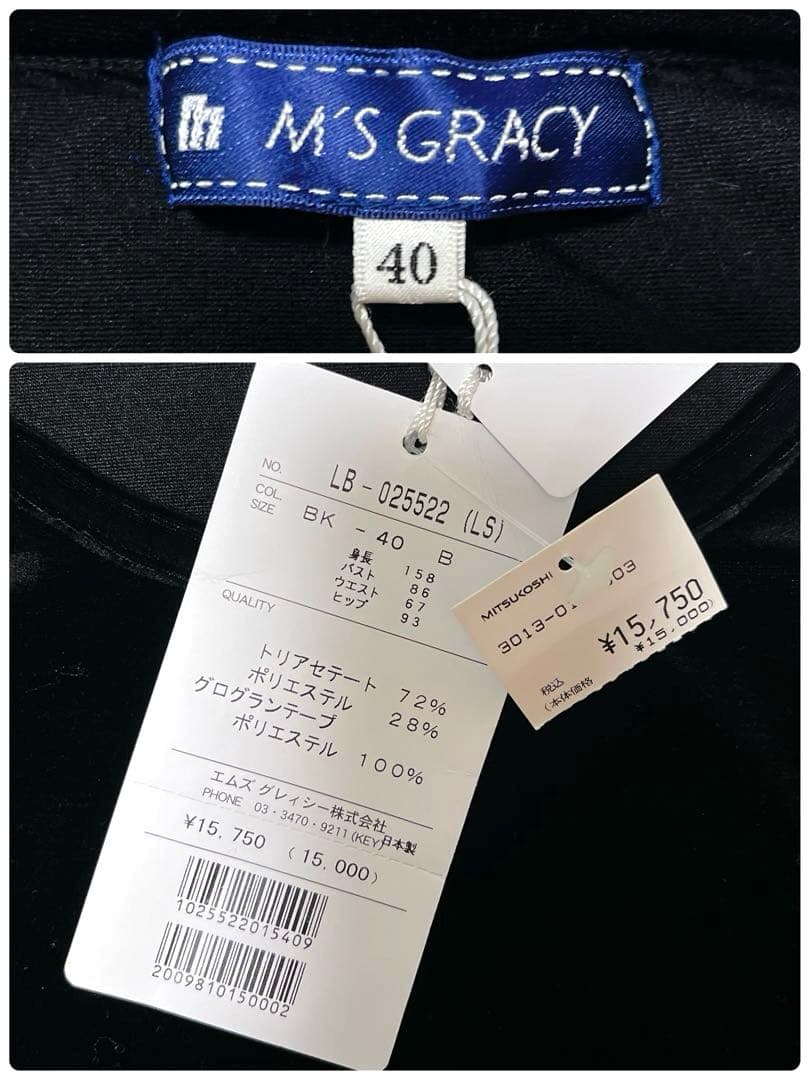 M'S GRACY
40
NO. LB-025522 (LS)
COL. SIZE BK - 40 B
身長 158
バスト 86
ウエスト 67
ヒップ 93
QUALITY
トリアセテート 72%
ポリエステル 28%
グログランテープ
ポリエステル 100%
エムズ グレィシー株式会社
PHONE 03・3470・9211(KEY)日本製
¥15,750 (15,000)
1025522015409
2009810150002
MITSUKOSHI
¥15,750
¥15,000)
税込
(本体価格